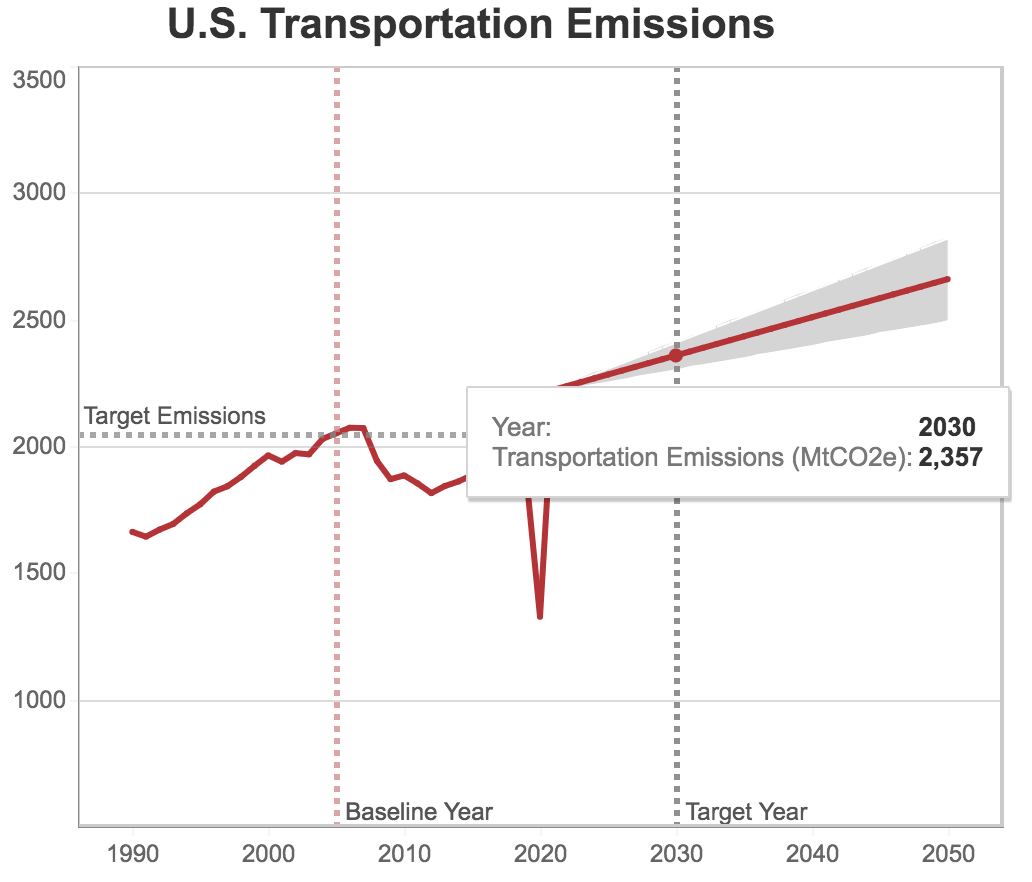 U.S. Transportation Emissions
3500
3000
2500
Target Emissions
2000
Year: 2030
Transportation Emissions (MtCO2e): 2,357
1500
1000
Baseline Year
Target Year
1990 2000 2010 2020 2030 2040 2050